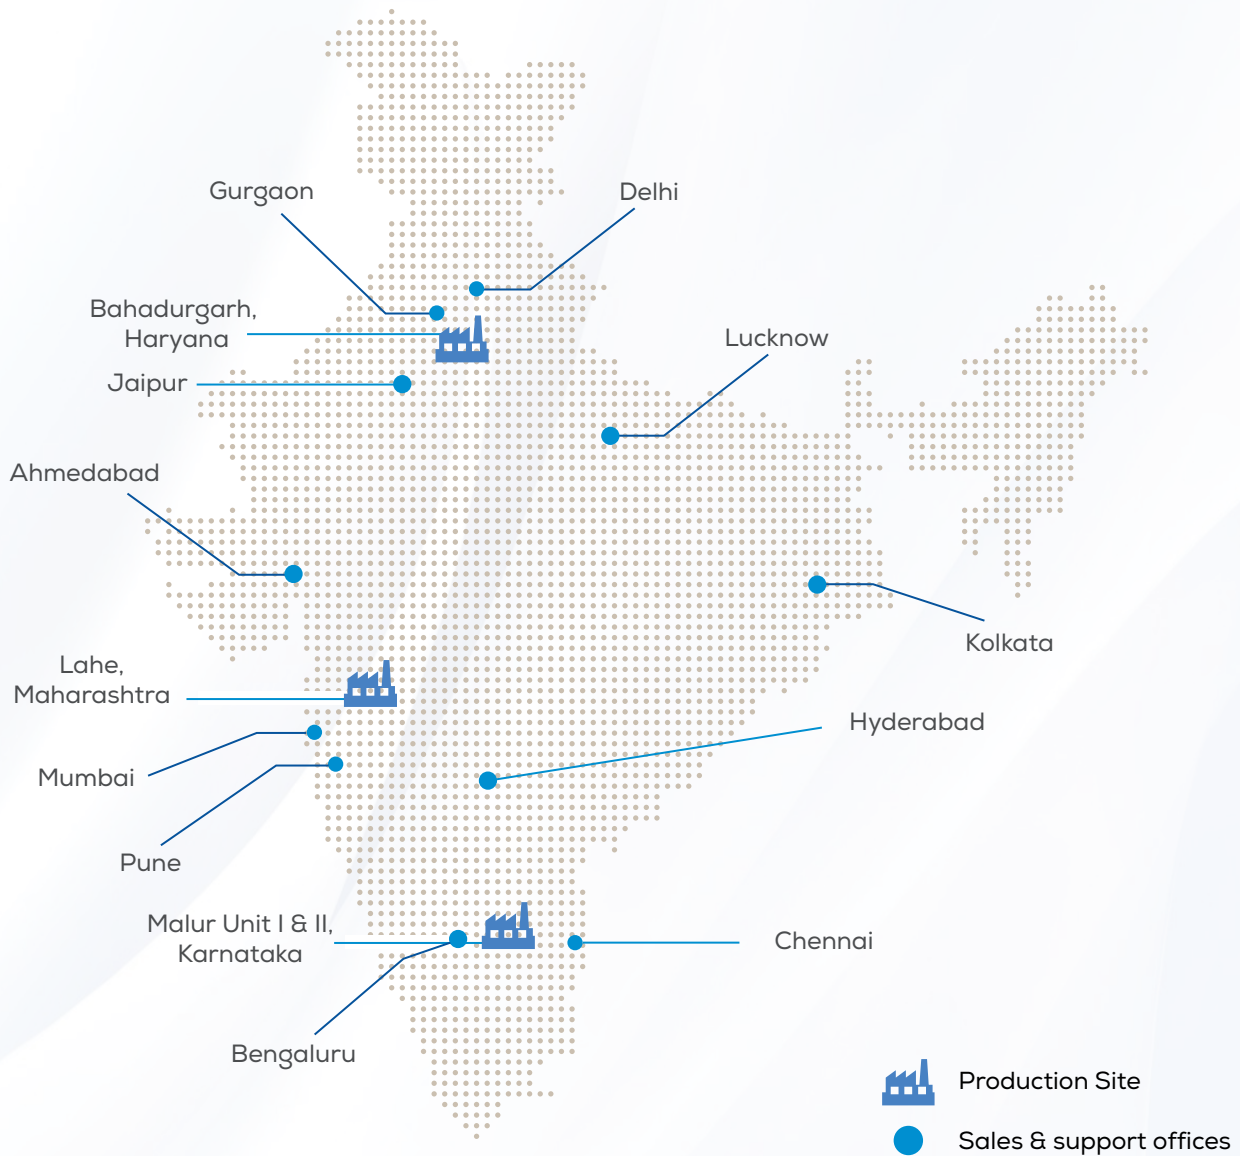 Gurgaon
Delhi
Bahadurgarh,
Haryana
Lucknow
Jaipur
Ahmedabad
Kolkata
Lahe,
Maharashtra
Hyderabad
Mumbai
Pune
Malur Unit I & II,
Karnataka
Chennai
Bengaluru
Production Site
Sales & support offices